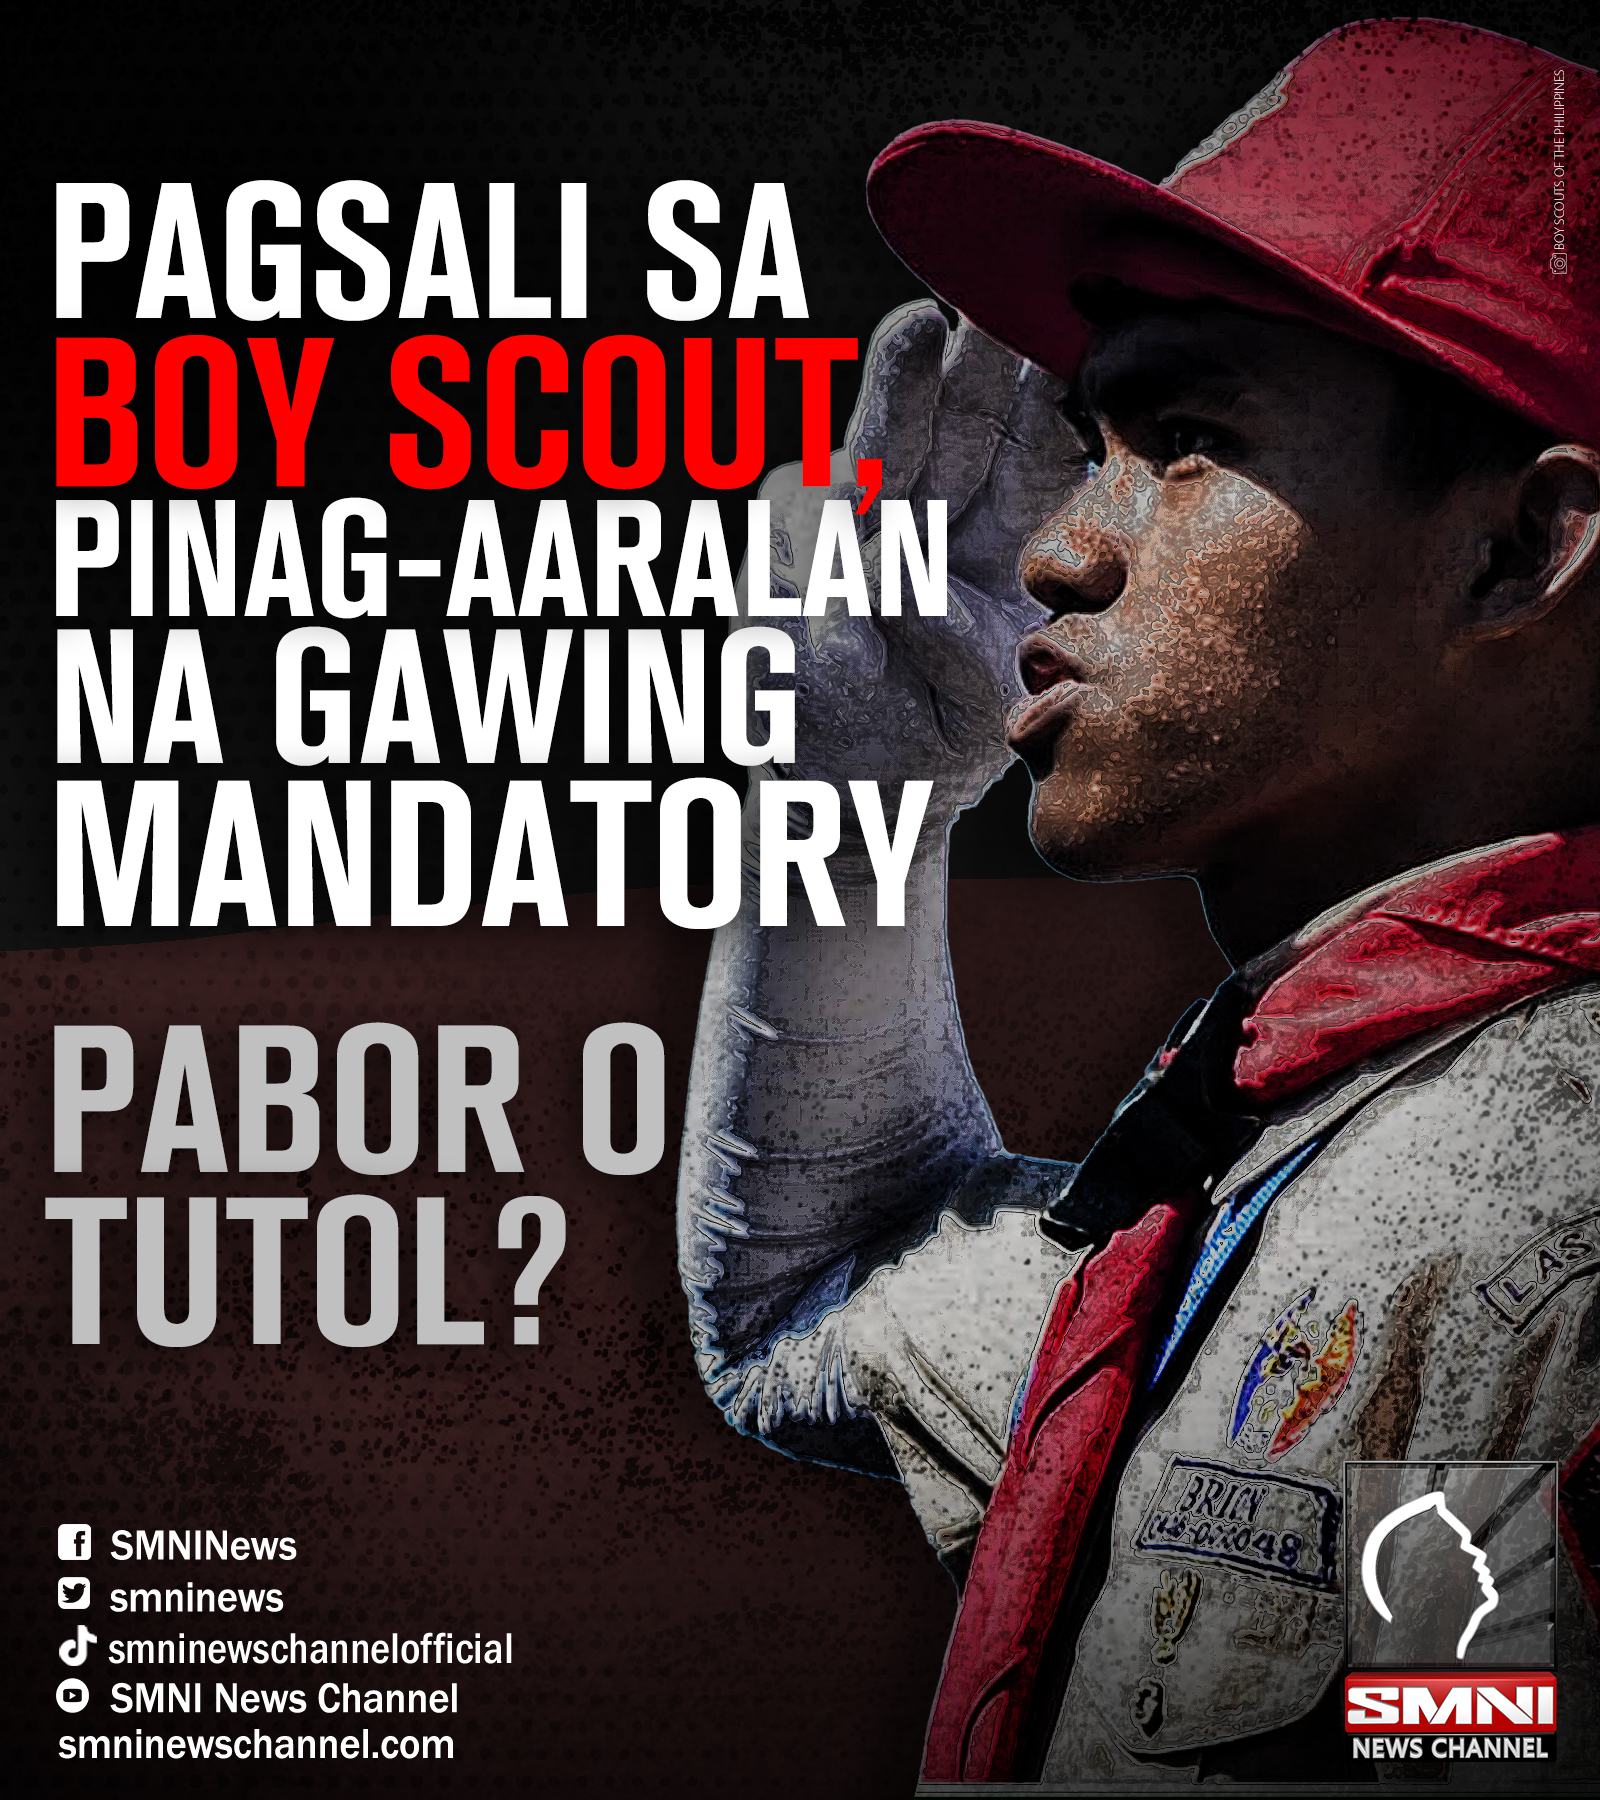 BOY SCOUTS OF THE PHILIPPINES
PAGSALI SA
BOY SCOUT,
PINAG-AARALAN
NA GAWING
MANDATORY
PABOR O
TUTOL?
LAS
SMNINews
smninews
smninewschannelofficial
SMNI News Channel
smninewschannel.com
SMNI
NEWS CHANNEL